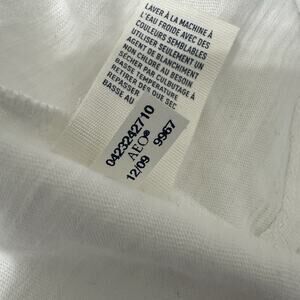 LAVER À LA MACHINE À
L'EAU FROIDE AVEC DES
COULEURS SEMBLABLES
UTILISER SEULEMENT UN
AGENT DE BLANCHIMENT
NON CHLORÉ AU BESOIN
SÉCHER PAR CULBUTAGE À
BASSE TEMPÉRATURE
RETIRER DÈS QUE SEC
REPASSER
BASSE AU
0423242710
AEO® 9967
12/09